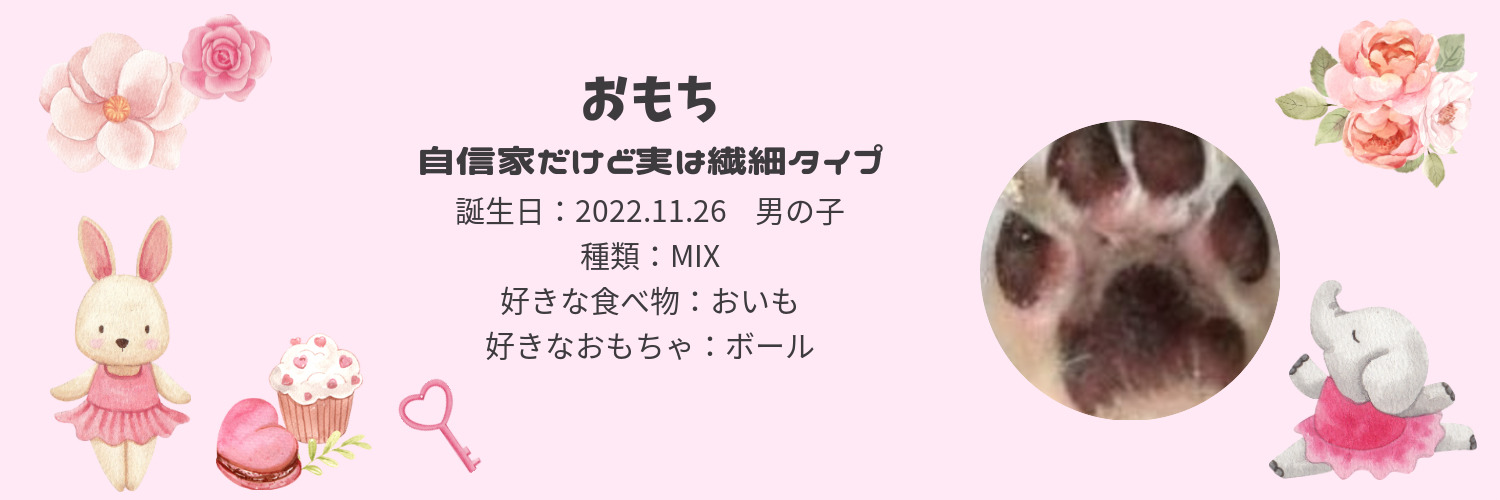 おもち
自信家だけど実は繊細タイプ
誕生日：2022.11.26　男の子
種類：MIX
好きな食べ物：おいも
好きなおもちゃ：ボール